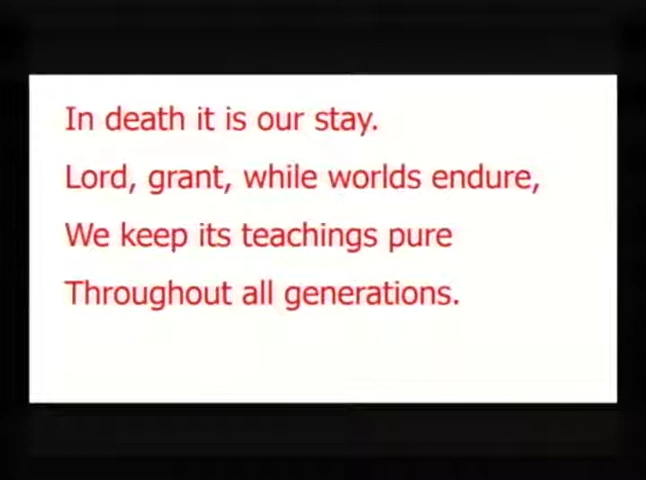 In death it is our stay.
Lord, grant, while worlds endure,
We keep its teachings pure
Throughout all generations.